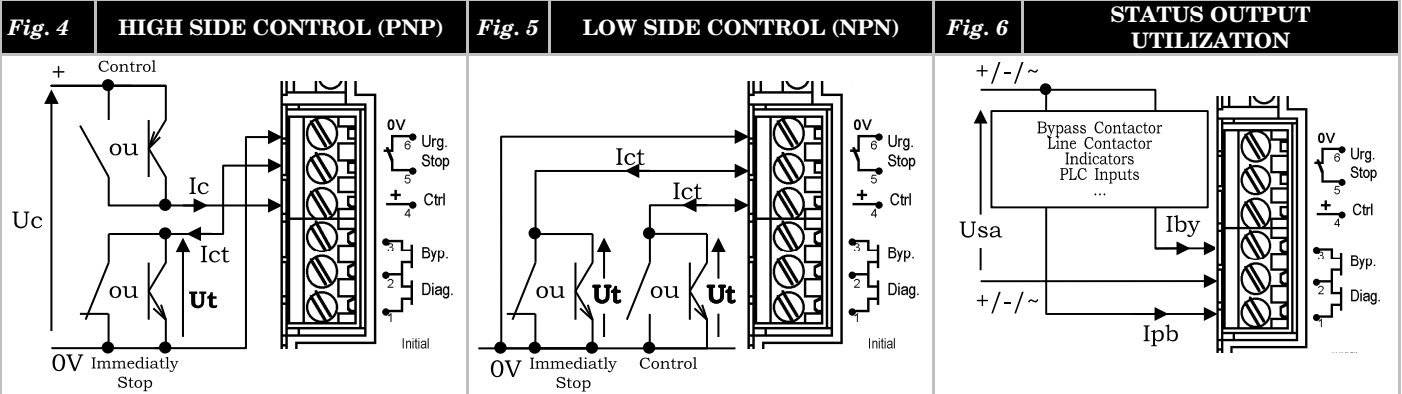 Fig. 4
HIGH SIDE CONTROL (PNP)
Fig. 5
LOW SIDE CONTROL (NPN)
Fig. 6
STATUS OUTPUT
UTILIZATION
+
Control
ou
Ic
Uc
Ict
ou
Ut
0V
Immediatly
Stop
0V
6
Urg.
Stop
5
+
4
Ctrl
3
Byp.
2
Diag.
1
Initial
Ict
Ict
ou
Ut
ou
Ut
0V
Immediatly
Stop
Control
0V
6
Urg.
Stop
5
+
4
Ctrl
3
Byp.
2
Diag.
1
Initial
+/-/~
Bypass Contactor
Line Contactor
Indicators
PLC Inputs
...
Usa
Iby
+/-/~
Ipb
0V
6
Urg.
Stop
5
+
4
Ctrl
3
Byp.
2
Diag.
1